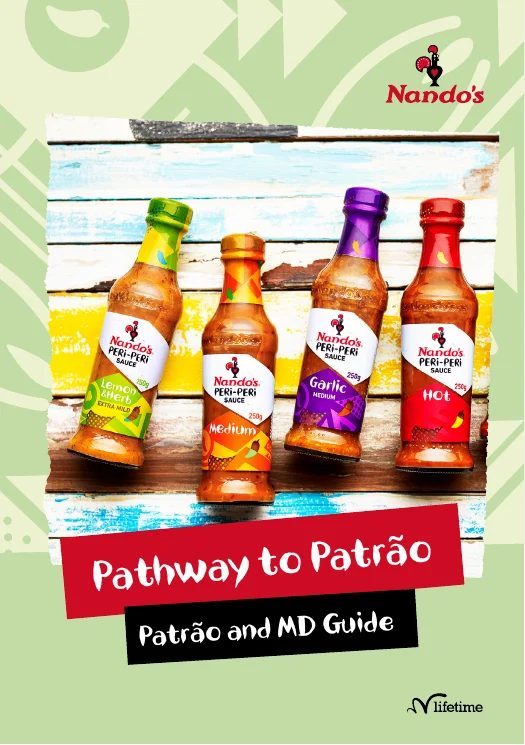 Nando's
Nando's
PERi-PERi
SAUCE
250g
Lemon
& Herb
EXTRA MILD
Nando's
PERi-PERi
SAUCE
250g
Medium
Nando's
PERi-PERi
SAUCE
250g
Garlic
MEDIUM
Nando's
PERi-PERi
SAUCE
250g
Hot
Pathway to Patrão
Patrão and MD Guide
lifetime